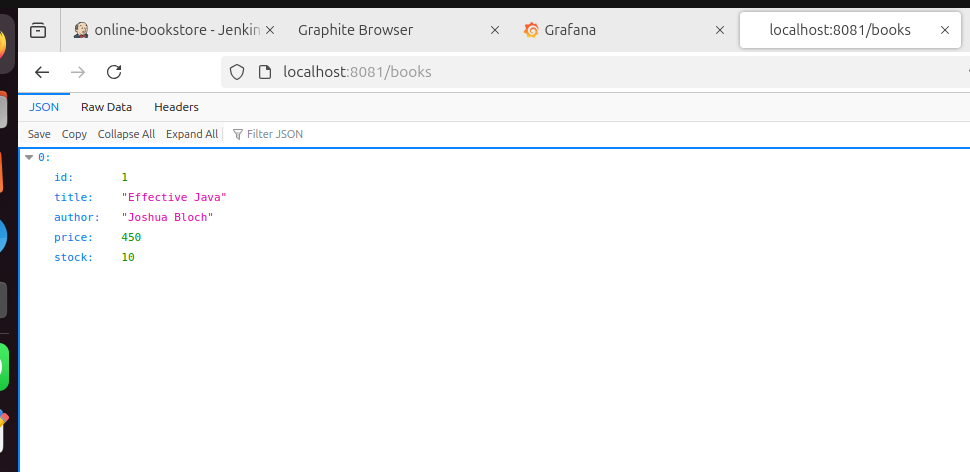 online-bookstore - Jenkin
Graphite Browser
Grafana
localhost:8081/books
localhost:8081/books
JSON Raw Data Headers
Save Copy Collapse All Expand All Filter JSON
0:
id: 1
title: "Effective Java"
author: "Joshua Bloch"
price: 450
stock: 10